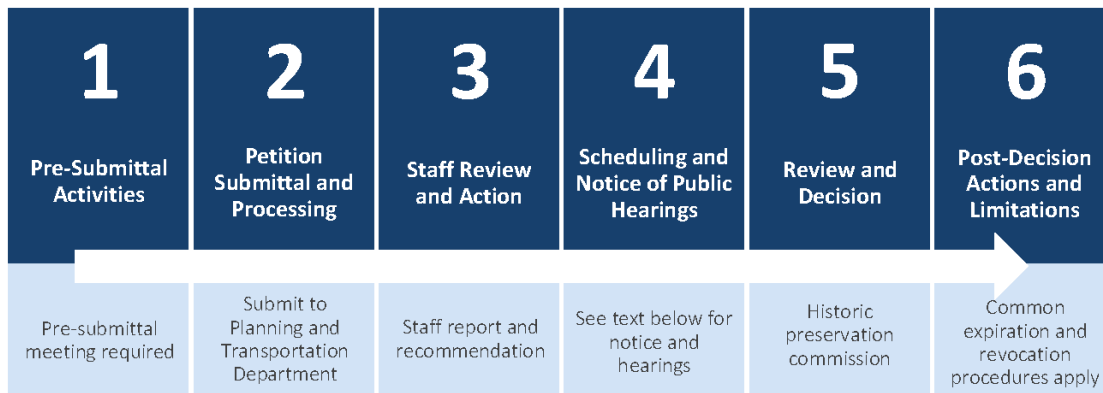 1
Pre-Submittal
Activities
Pre-submittal
meeting required
2
Petition
Submittal and
Processing
Submit to
Planning and
Transportation
Department
3
Staff Review
and Action
Staff report and
recommendation
4
Scheduling and
Notice of Public
Hearings
See text below for
notice and
hearings
5
Review and
Decision
Historic
preservation
commission
6
Post-Decision
Actions and
Limitations
Common
expiration and
revocation
procedures apply